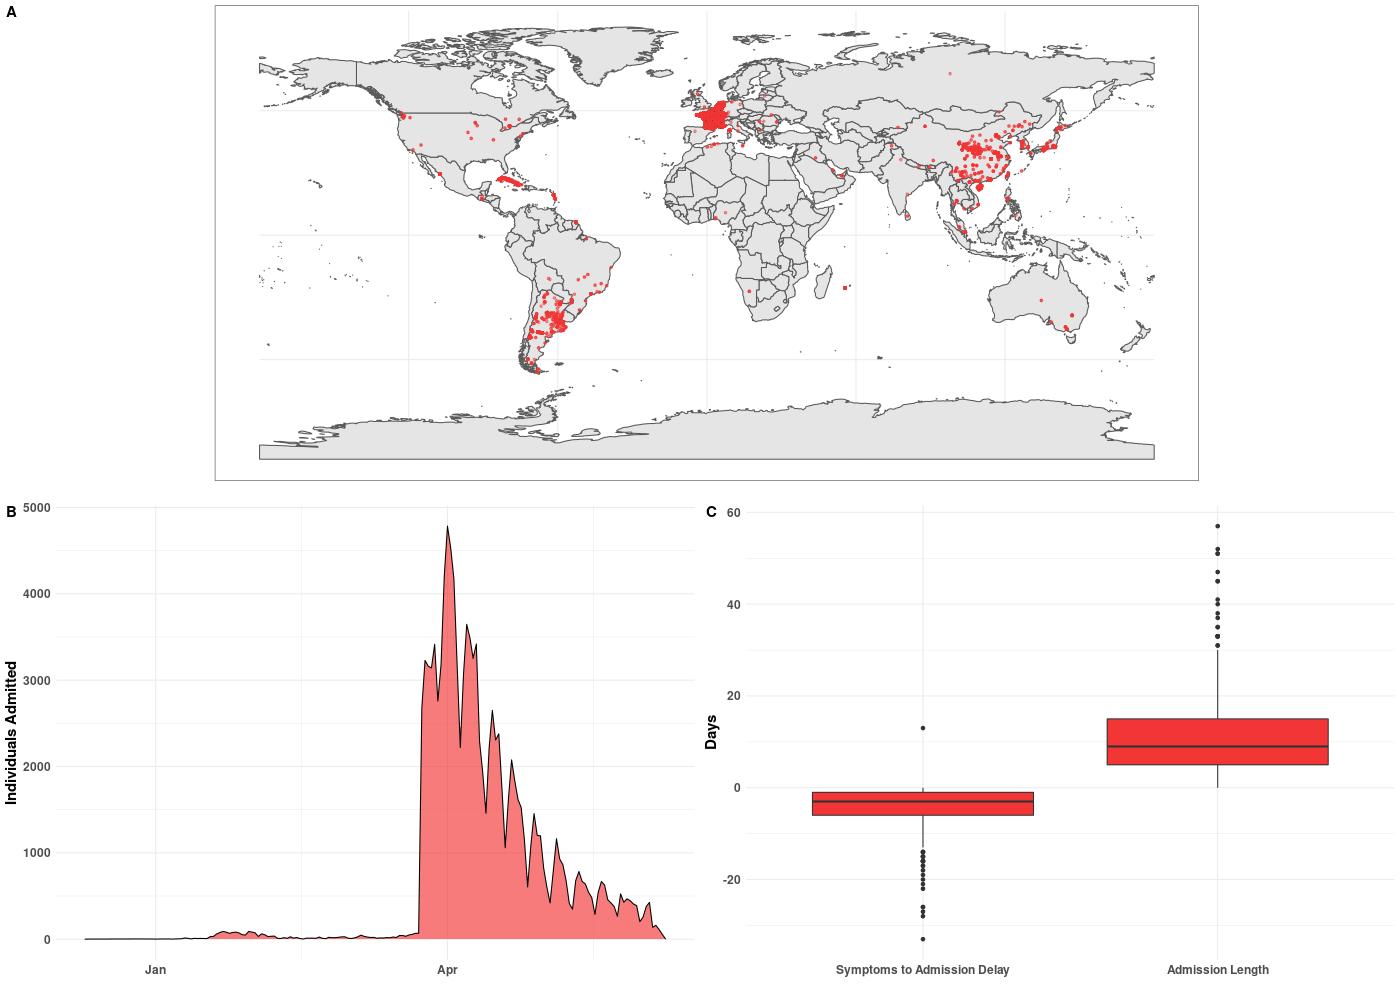 A
B
5000
4000
3000
2000
1000
0
Individuals Admitted
Jan
Apr
C
60
40
20
0
-20
Days
Symptoms to Admission Delay
Admission Length